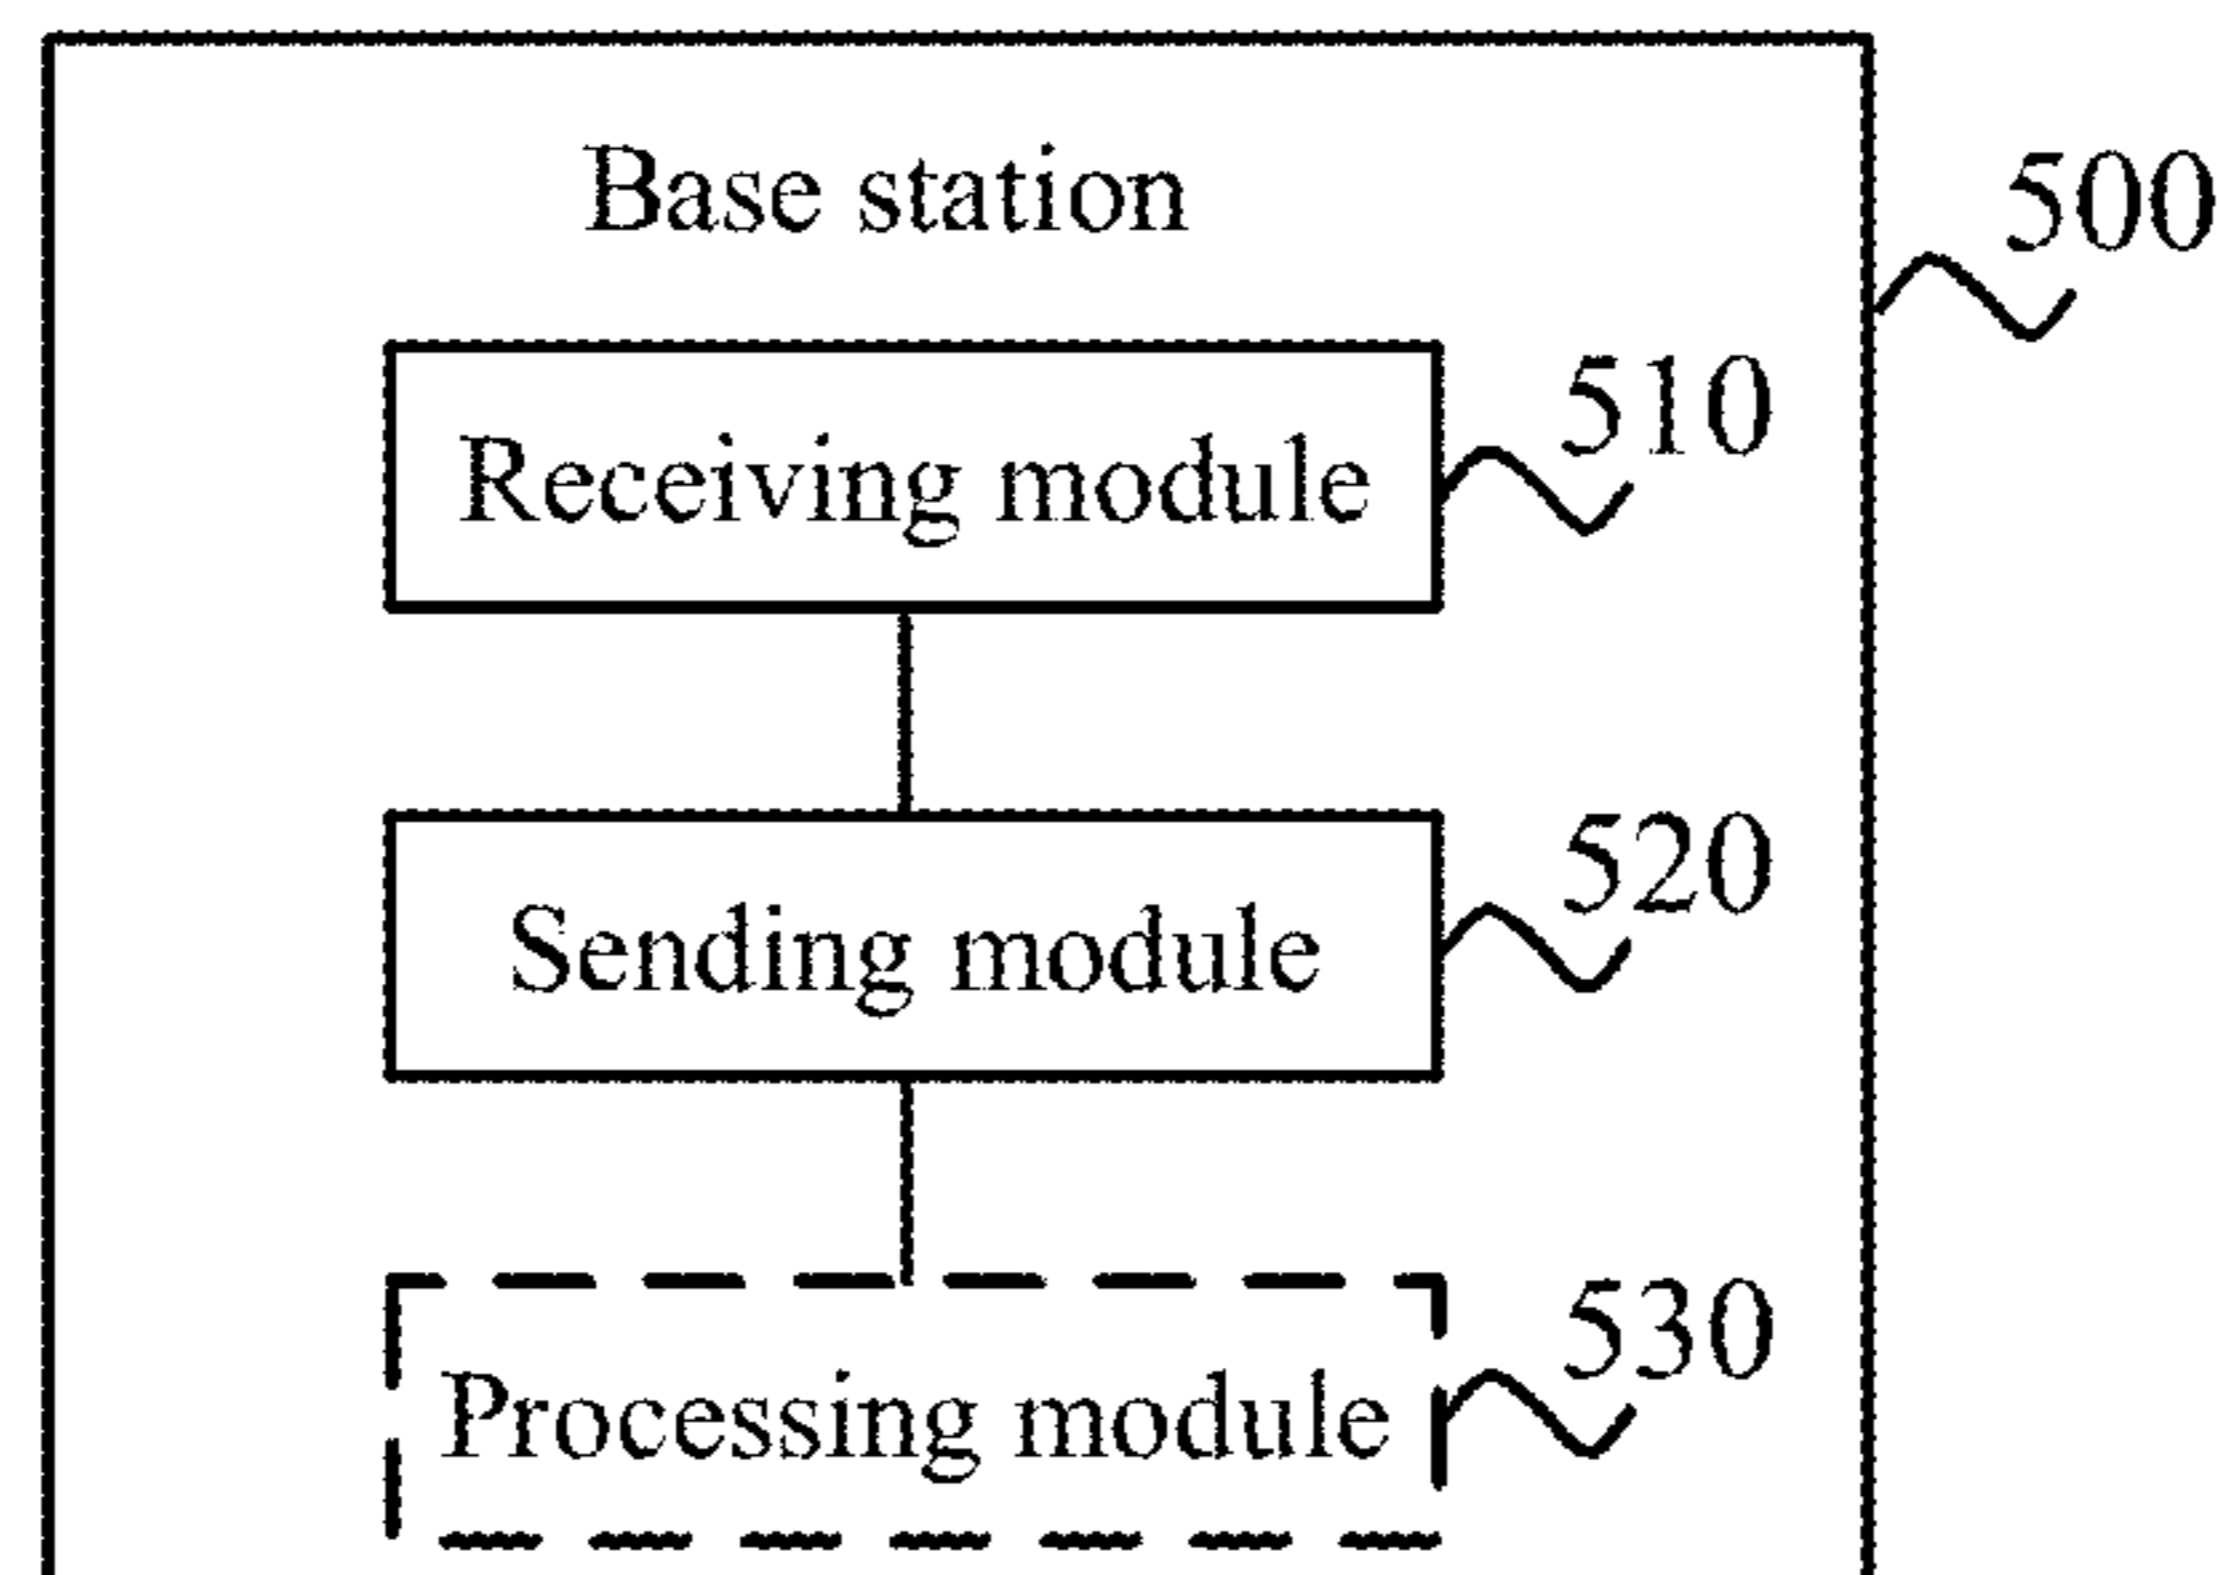 Base station
500
Receiving module
510
Sending module
520
Processing module
530